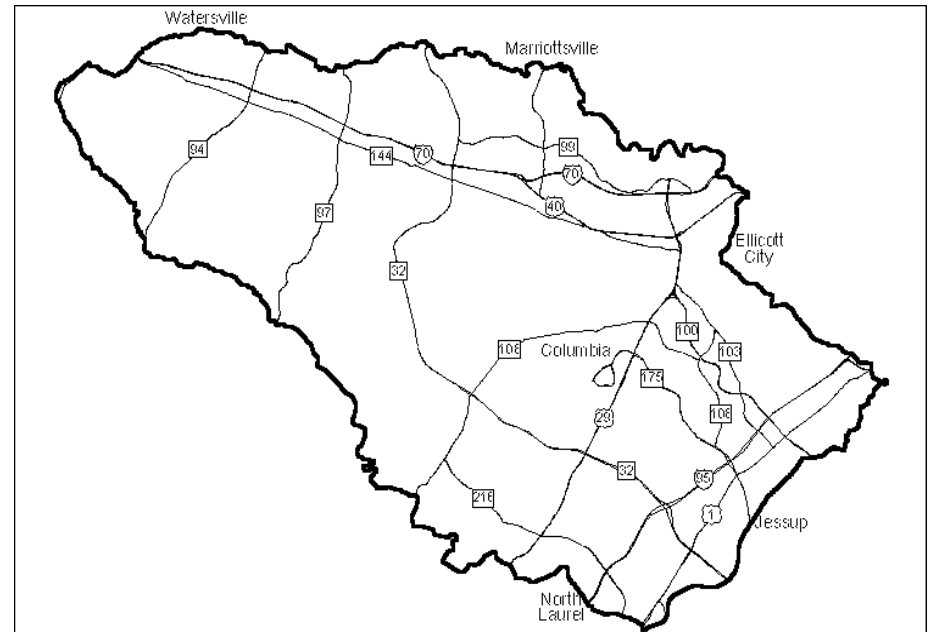 Watersville
Marriottsville
94
144
70
99
70
40
97
Ellicott
City
32
100
108
Columbia
103
175
108
29
32
95
216
1
Jessup
North
Laurel